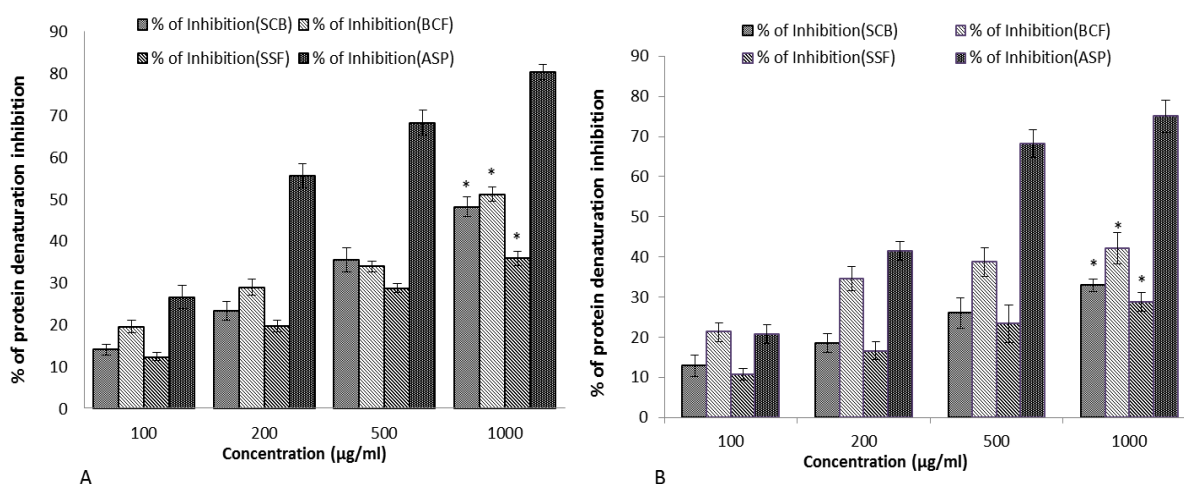 % of Inhibition(SCB) % of Inhibition(BCF)
% of Inhibition(SSF) % of Inhibition(ASP)
% of protein denaturation inhibition
90
80
70
60
50
40
30
20
10
0
* * *
100 200 500 1000
Concentration (µg/ml)
A
% of Inhibition(SCB) % of Inhibition(BCF)
% of Inhibition(SSF) % of Inhibition(ASP)
% of protein denaturation inhibition
90
80
70
60
50
40
30
20
10
0
* * *
100 200 500 1000
Concentration (µg/ml)
B